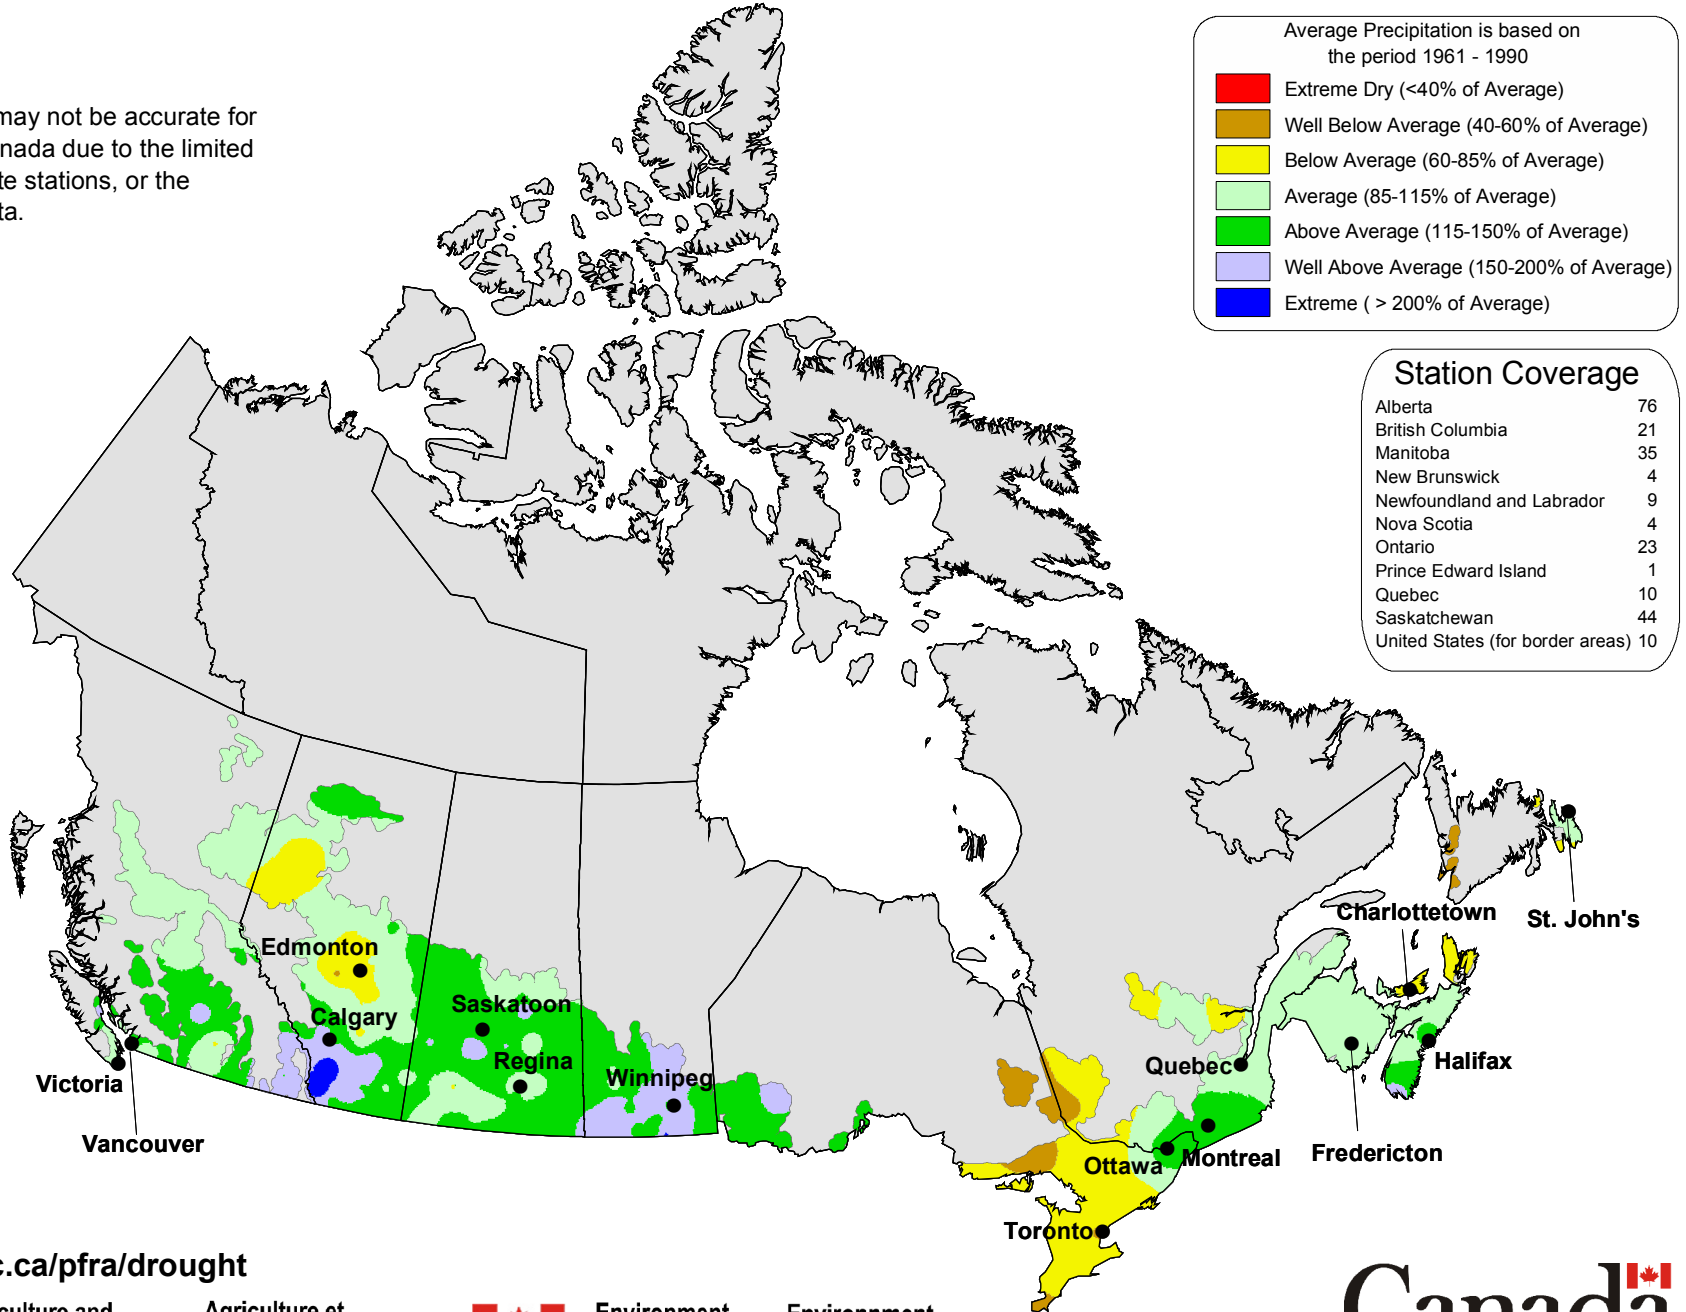 may not be accurate for
nada due to the limited
te stations, or the
ta.
Average Precipitation is based on
the period 1961 - 1990
Extreme Dry (<40% of Average)
Well Below Average (40-60% of Average)
Below Average (60-85% of Average)
Average (85-115% of Average)
Above Average (115-150% of Average)
Well Above Average (150-200% of Average)
Extreme ( > 200% of Average)
Station Coverage
Alberta 76
British Columbia 21
Manitoba 35
New Brunswick 4
Newfoundland and Labrador 9
Nova Scotia 4
Ontario 23
Prince Edward Island 1
Quebec 10
Saskatchewan 44
United States (for border areas) 10
Charlottetown
St. John's
Edmonton
Saskatoon
Calgary
Regina
Winnipeg
Quebec
Halifax
Victoria
Vancouver
Ottawa
Montreal
Fredericton
Toronto
c.ca/pfra/drought
culture and
Agriculture et
Environment
Environnement
Canada